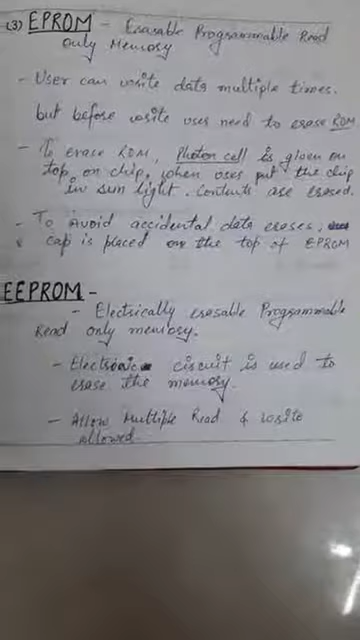 (3) EPROM - Erasable Programmable Read
only Memory
- User can write data multiple times.
but before write user need to erase ROM
- To erase ROM, Photon cell is given on
top on chip, when user put the chip
in sun light. Contents are erased.
- To Avoid accidental data erases,
cap is placed on the top of EPROM
EEPROM -
- Electrically erasable Programmable
Read only memory.
- Electronic circuit is used to
erase the memory.
- Allow Multiple Read & write
allowed